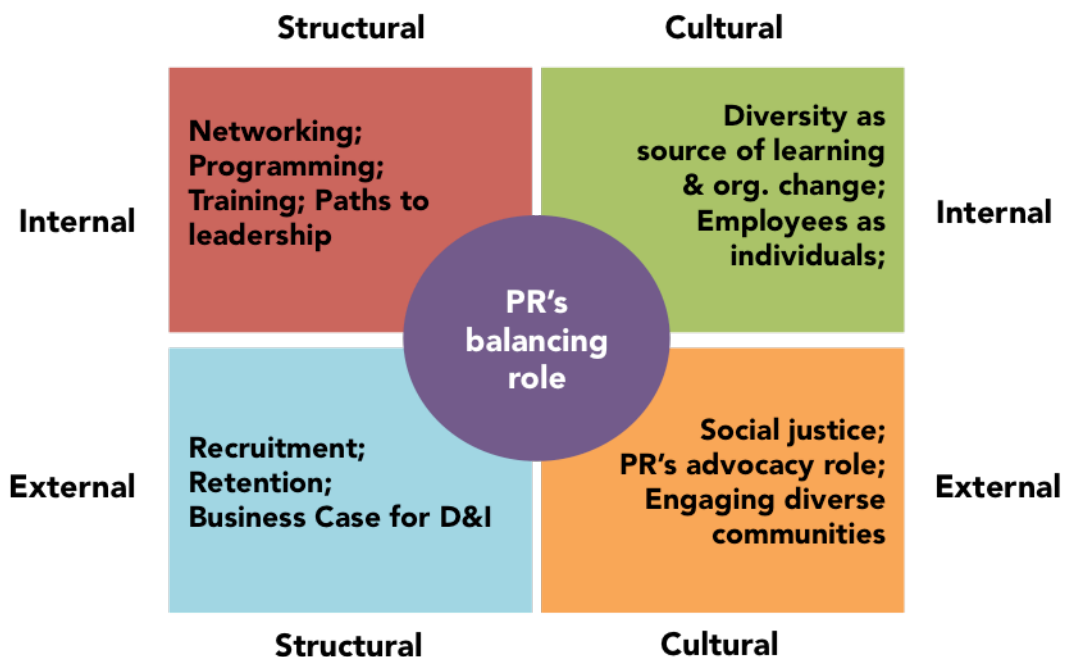 Structural
Cultural
Internal
Networking;
Programming;
Training; Paths to
leadership
Diversity as
source of learning
& org. change;
Employees as
individuals;
Internal
PR’s
balancing
role
External
Recruitment;
Retention;
Business Case for D&I
Social justice;
PR’s advocacy role;
Engaging diverse
communities
External
Structural
Cultural